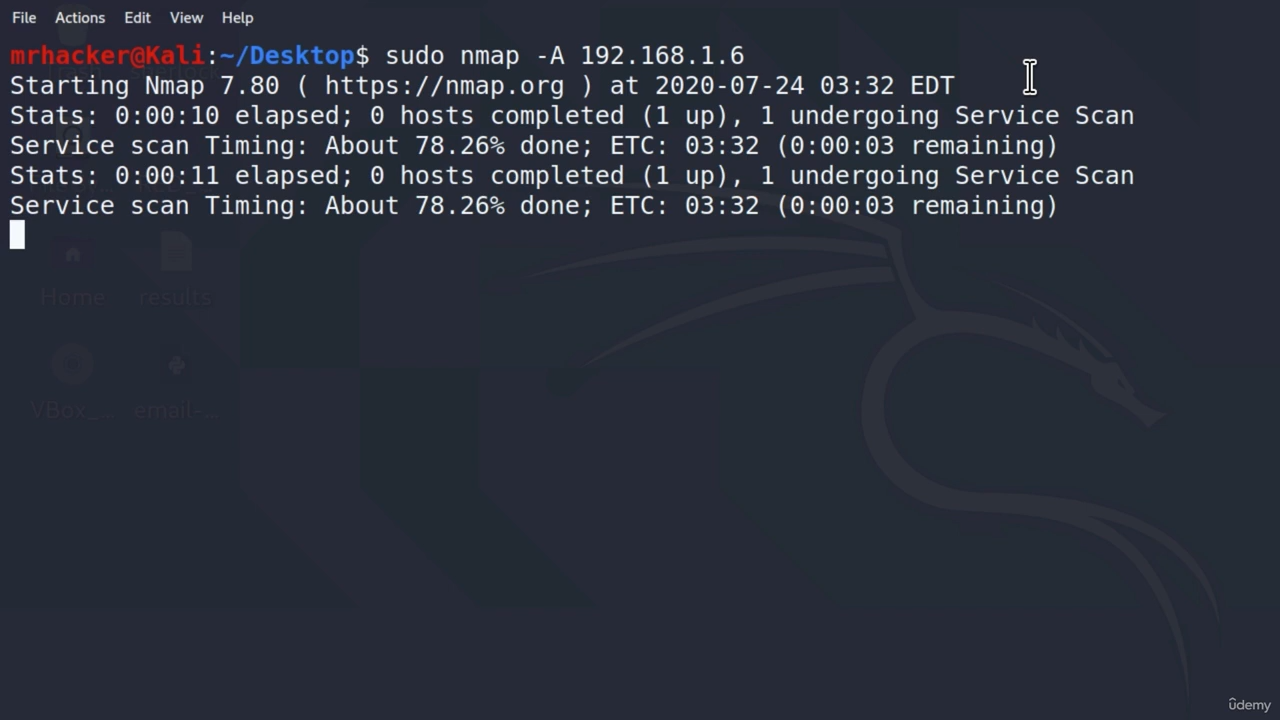 File Actions Edit View Help
mrhacker@Kali:~/Desktop$ sudo nmap -A 192.168.1.6
Starting Nmap 7.80 ( https://nmap.org ) at 2020-07-24 03:32 EDT
Stats: 0:00:10 elapsed; 0 hosts completed (1 up), 1 undergoing Service Scan
Service scan Timing: About 78.26% done; ETC: 03:32 (0:00:03 remaining)
Stats: 0:00:11 elapsed; 0 hosts completed (1 up), 1 undergoing Service Scan
Service scan Timing: About 78.26% done; ETC: 03:32 (0:00:03 remaining)
Home results
VBox_... email-...
ûdemy